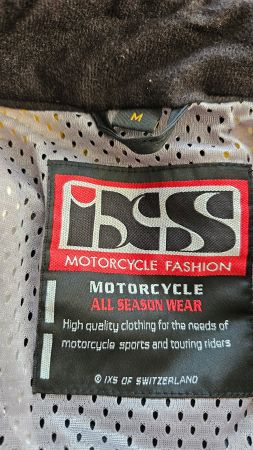 M
iXS
MOTORCYCLE FASHION
MOTORCYCLE
ALL SEASON WEAR
High quality clothing for the needs of
motorcycle sports and touring riders
© IXS OF SWITZERLAND